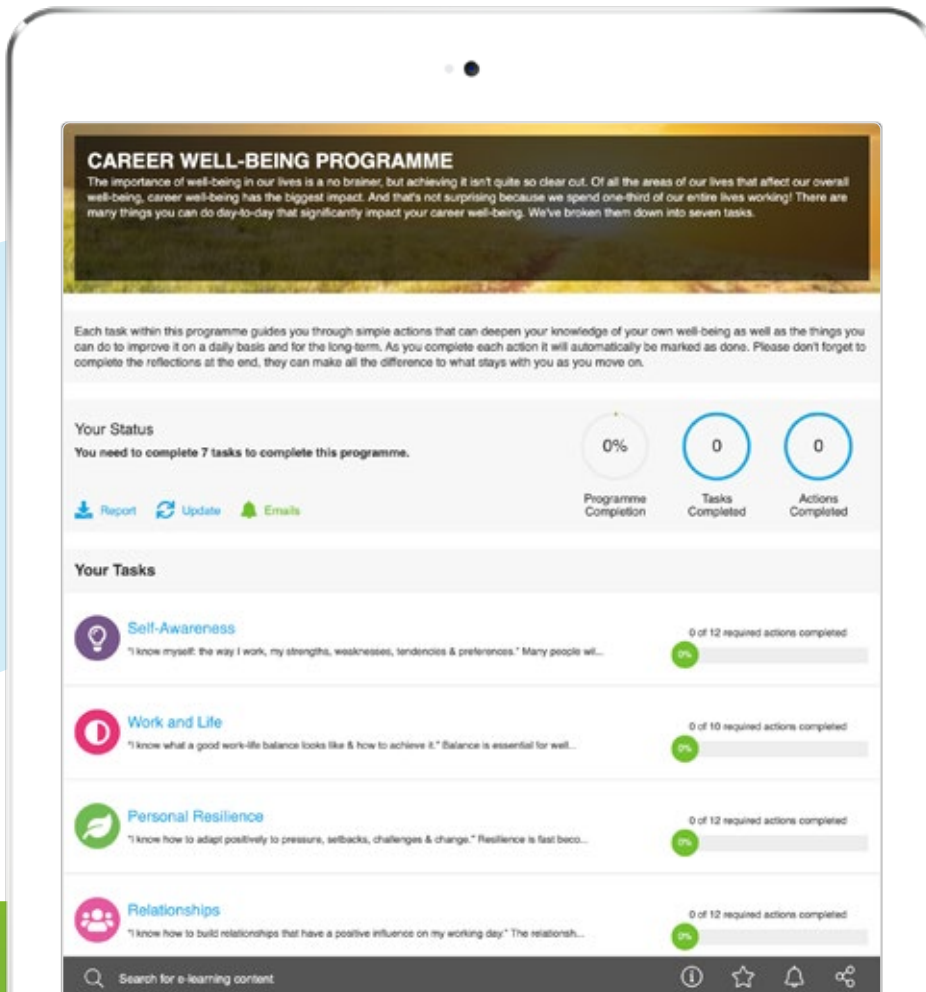 CAREER WELL-BEING PROGRAMME
The importance of well-being in our lives is a no brainer, but achieving it isn't quite so clear cut. Of all the areas of our lives that affect our overall
well-being, career well-being has the biggest impact. And that's not surprising because we spend one-third of our entire lives working! There are
many things you can do day-to-day that significantly impact your career well-being. We've broken them down into seven tasks.
Each task within this programme guides you through simple actions that can deepen your knowledge of your own well-being as well as the things you
can do to improve it on a daily basis and for the long-term. As you complete each action it will automatically be marked as done. Please don't forget to
complete the reflections at the end, they can make all the difference to what stays with you as you move on.
Your Status
You need to complete 7 tasks to complete this programme.
0%
0
0
Programme
Completion
Tasks
Completed
Actions
Completed
Report
Update
Emails
Your Tasks
Self-Awareness
"I know myself: the way I work, my strengths, weaknesses, tendencies & preferences." Many people wil...
0 of 12 required actions completed
0%
Work and Life
"I know what a good work-life balance looks like & how to achieve it." Balance is essential for well...
0 of 10 required actions completed
0%
Personal Resilience
"I know how to adapt positively to pressure, setbacks, challenges & change." Resilience is fast beco...
0 of 12 required actions completed
0%
Relationships
"I know how to build relationships that have a positive influence on my working day." The relationsh...
0 of 12 required actions completed
0%
Search for e-learning content